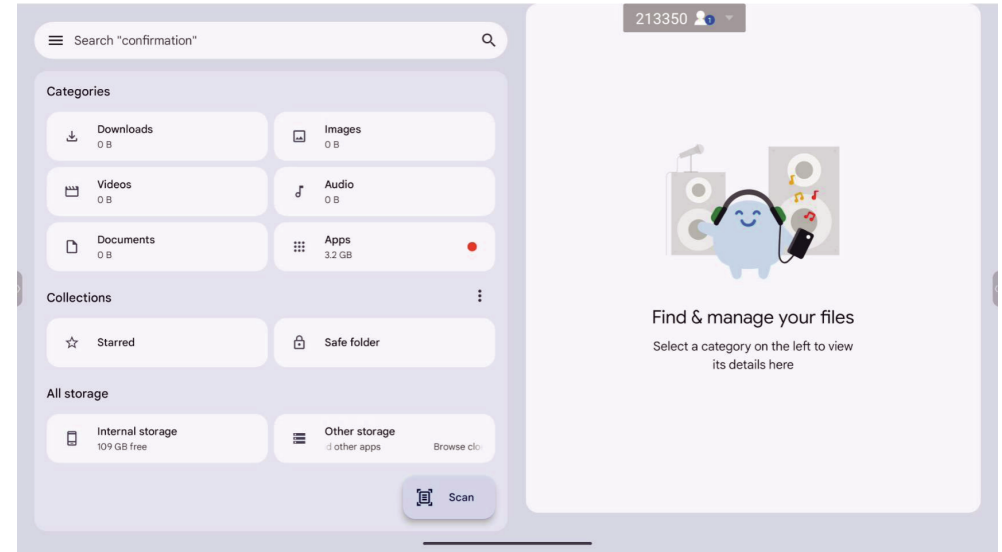 213350
Search "confirmation"
Categories
Downloads
0 B
Images
0 B
Videos
0 B
Audio
0 B
Documents
0 B
Apps
3.2 GB
Collections
Starred
Safe folder
All storage
Internal storage
109 GB free
Other storage
d other apps Browse clo
Scan
Find & manage your files
Select a category on the left to view
its details here